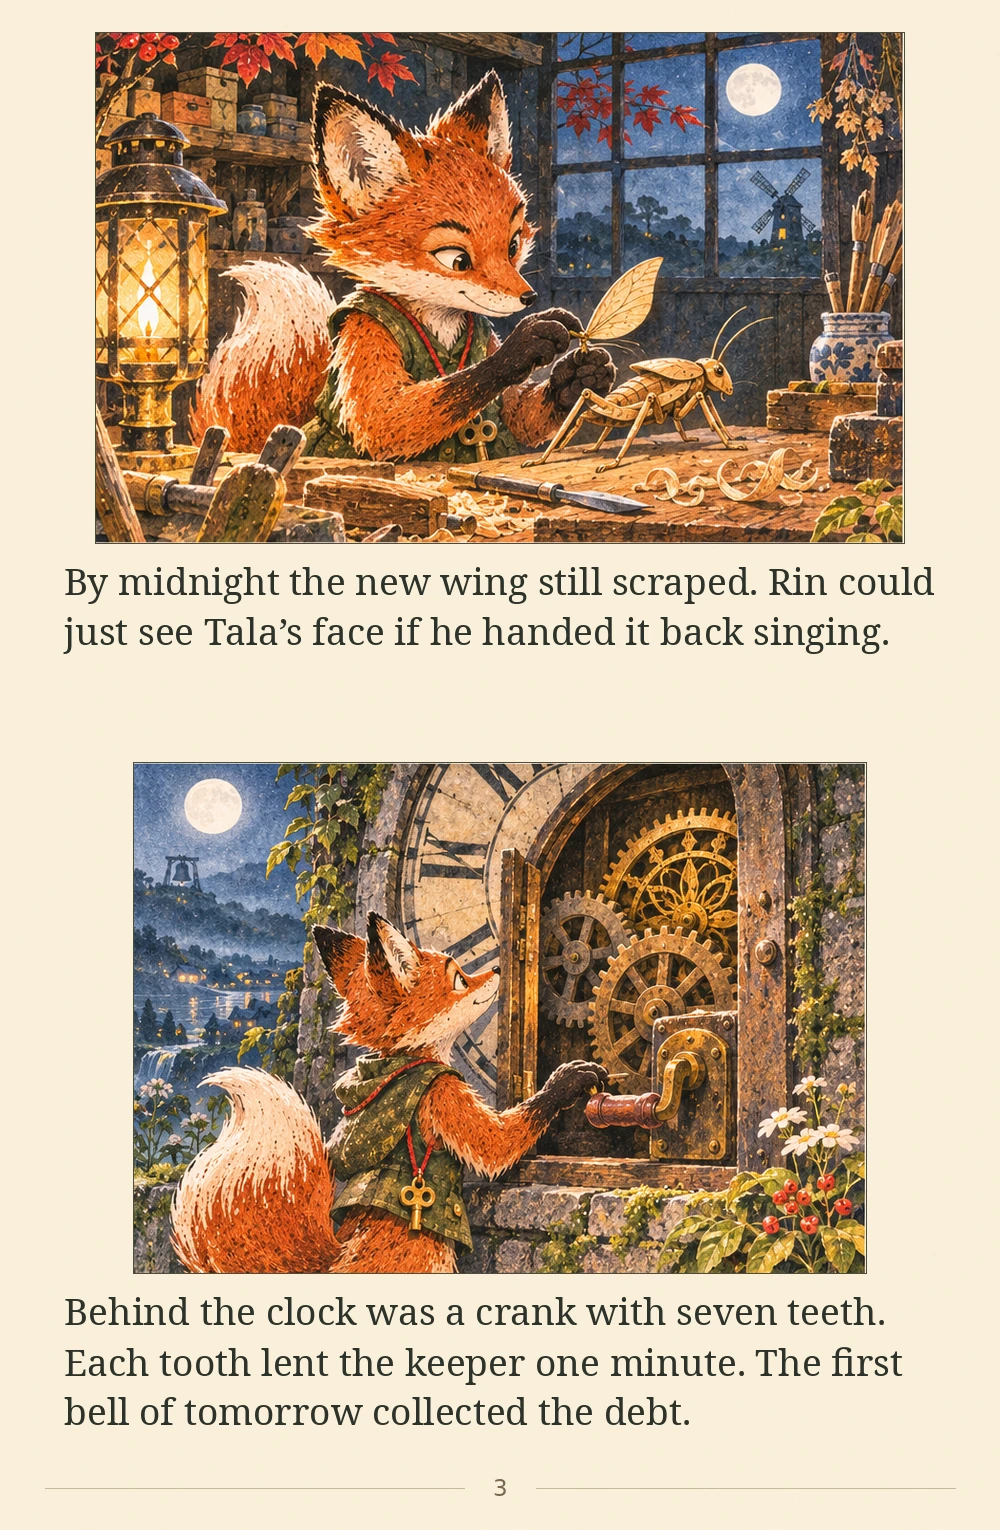 By midnight the new wing still scraped. Rin could
just see Tala’s face if he handed it back singing.
Behind the clock was a crank with seven teeth.
Each tooth lent the keeper one minute. The first
bell of tomorrow collected the debt.
3